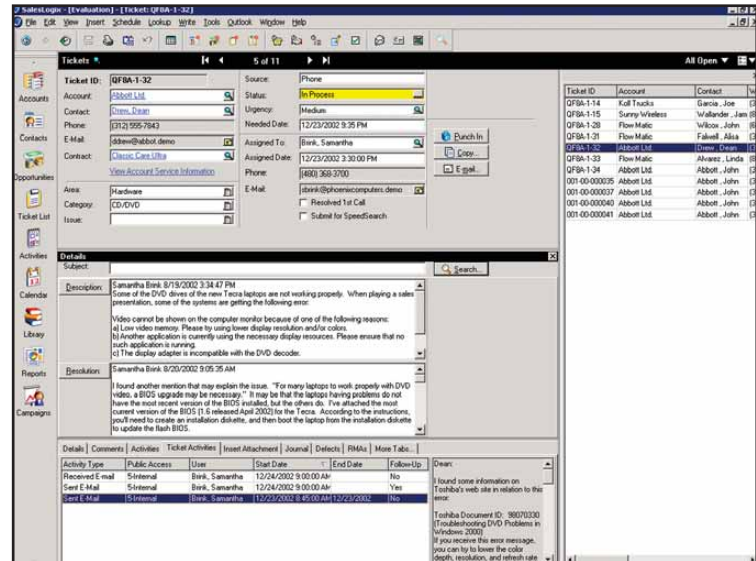 SalesLogix - [Evaluation] - [Ticket: QF8A-1-32]
File Edit View Insert Schedule Lookup Write Tools Outlook Window Help
Tickets
5 of 11
All Open
Accounts
Contacts
Opportunities
Ticket List
Activities
Calendar
Library
Reports
Campaigns
Ticket ID: QF8A-1-32
Account: Abbott Ltd.
Contact: Drew, Dean
Phone: (312) 555-7843
E-Mail: ddrew@abbot.demo
Contract: Classic Care Ultra
View Account Service Information
Area: Hardware
Category: CD/DVD
Issue:
Source: Phone
Status: In Process
Urgency: Medium
Needed Date: 12/23/2002 9:35 PM
Assigned To: Brink, Samantha
Assigned Date: 12/23/2002 3:30:00 PM
Phone: (480) 368-3700
E-Mail: sbrink@phoenixcomputers.demo
Resolved 1st Call
Submit for SpeedSearch
Punch In
Copy...
E-mail...
Ticket ID Account Contact
QF8A-1-14 Koll Trucks Garcia, Joe
QF8A-1-15 Sunny Wireless Wallander, Jam
QF8A-1-28 Flow Matic Wilcox, John
QF8A-1-31 Flow Matic Falwell, Alisa
QF8A-1-32 Abbott Ltd. Drew, Dean
QF8A-1-33 Flow Matic Alvarez, Linda
QF8A-1-34 Abbott Ltd. Abbott, John
001-00-000035 Abbott Ltd. Abbott, John
001-00-000037 Abbott Ltd. Abbott, John
001-00-000040 Abbott Ltd. Abbott, John
001-00-000041 Abbott Ltd. Abbott, John
Details
Subject:
Search...
Description:
Samantha Brink 8/19/2002 3:34:47 PM
Some of the DVD drives of the new Tecra laptops are not working properly. When playing a sales
presentation, some of the systems are getting the following error:
Video cannot be shown on the computer monitor because of one of the following reasons:
a) Low video memory. Please try using lower display resolution and/or colors.
b) Another application is currently using the necessary display resources. Please ensure that no
such application is running.
c) The display adapter is incompatible with the DVD decoder.
Resolution:
Samantha Brink 8/20/2002 9:05:35 AM
I found another mention that may explain the issue. "For many laptops to work properly with DVD
video, a BIOS upgrade may be necessary." It may be that the laptops having problems do not
have the most recent version of the BIOS installed, but the others do. I've attached the most
current version of the BIOS (1.6 released April 2002) for the Tecra. According to the instructions,
you'll need to create an installation diskette, and then boot the laptop from the installation diskette
to update the flash BIOS.
Details Comments Activities Ticket Activities Insert Attachment Journal Defects RMAs More Tabs...
Activity Type Public Access User Start Date End Date Follow-Up
Received E-mail 5-Internal Brink, Samantha 12/24/2002 9:00:00 AM No
Sent E-Mail 5-Internal Brink, Samantha 12/24/2002 9:00:00 AM Yes
Sent E-Mail 5-Internal Brink, Samantha 12/23/2002 8:45:00 AM 12/23/2002 No
Dean:
I found some information on
Toshiba's web site in relation to this
error.
Toshiba Document ID: 98070330
(Troubleshooting DVD Problems in
Windows 2000)
If you receive this error message,
you can try to lower the color
depth, resolution, and refresh rate